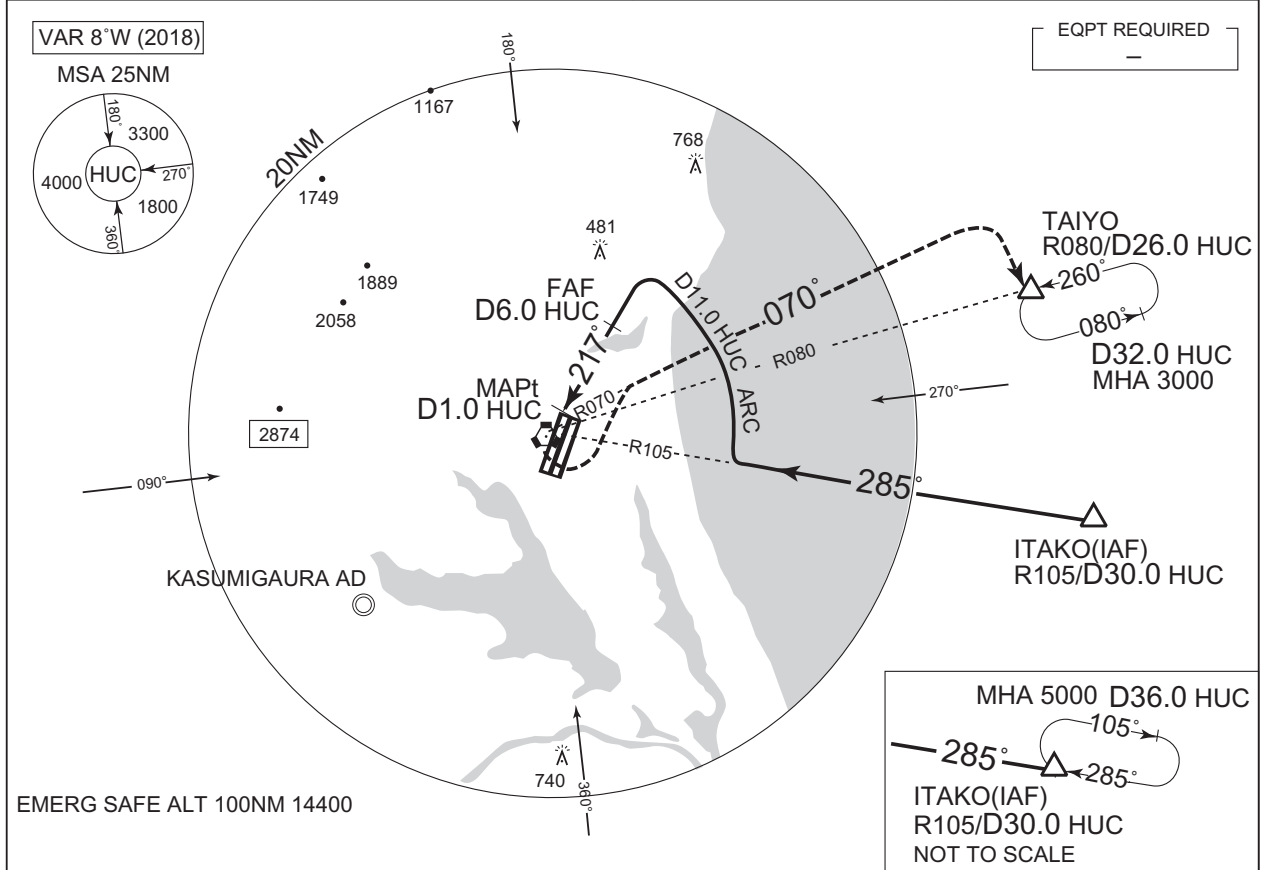 VAR 8°W (2018)
MSA 25NM
180°
3300
HUC
4000
270°
1800
360°
EQPT REQUIRED
–
180°
20NM
1167
1749
768
481
1889
2058
TAIYO
R080/D26.0 HUC
260°
080°
D32.0 HUC
MHA 3000
FAF
D6.0 HUC
217°
D11.0 HUC ARC
070°
R080
MAPt
D1.0 HUC
R070
R105
270°
2874
090°
285°
ITAKO(IAF)
R105/D30.0 HUC
KASUMIGAURA AD
740
360°
EMERG SAFE ALT 100NM 14400
MHA 5000 D36.0 HUC
105°
285°
285°
ITAKO(IAF)
R105/D30.0 HUC
NOT TO SCALE